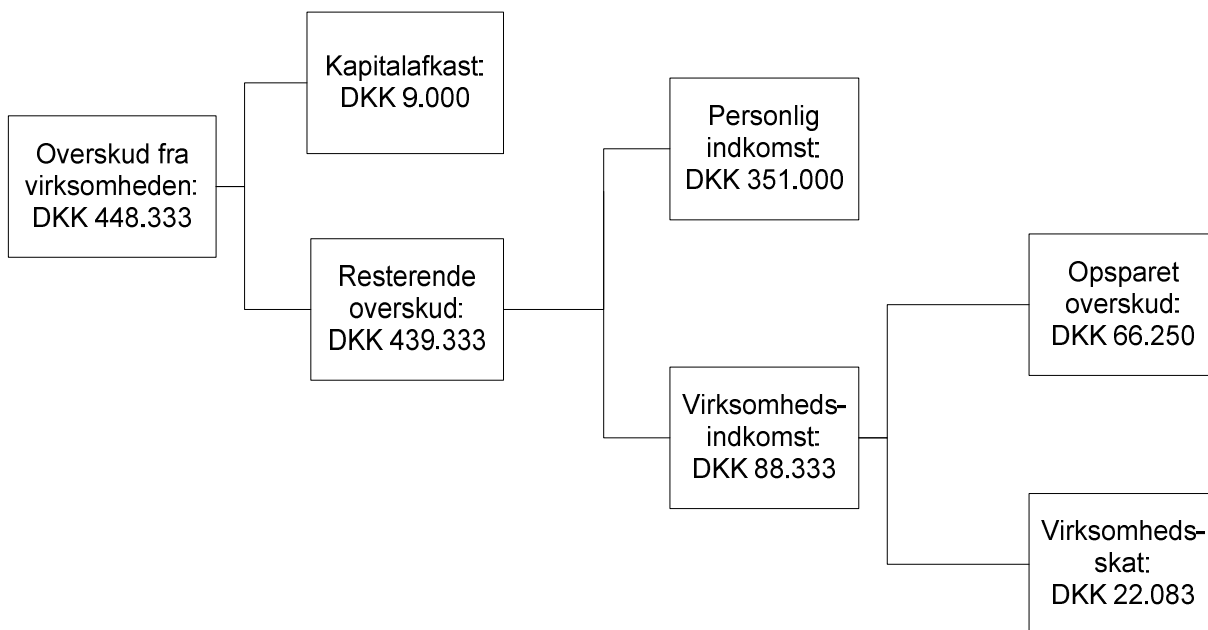 Overskud fra
virksomheden:
DKK 448.333
Kapitalafkast:
DKK 9.000
Resterende
overskud:
DKK 439.333
Personlig
indkomst:
DKK 351.000
Virksomheds-
indkomst:
DKK 88.333
Opsparet
overskud:
DKK 66.250
Virksomheds-
skat:
DKK 22.083